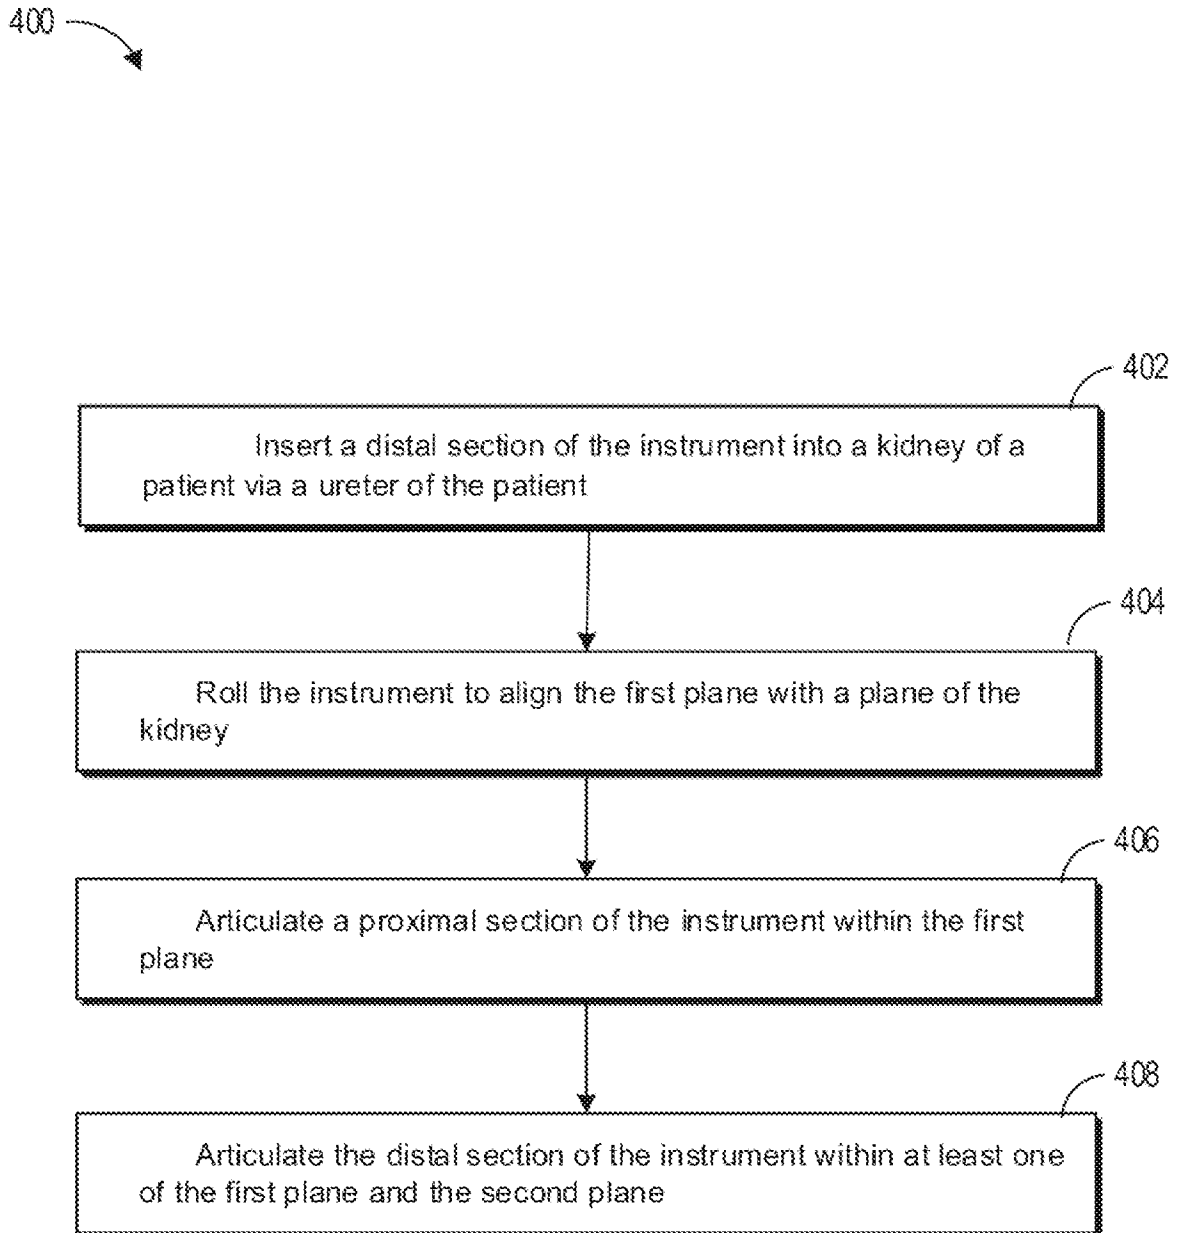 400
402
Insert a distal section of the instrument into a kidney of a
patient via a ureter of the patient
404
Roll the instrument to align the first plane with a plane of the
kidney
406
Articulate a proximal section of the instrument within the first
plane
408
Articulate the distal section of the instrument within at least one
of the first plane and the second plane